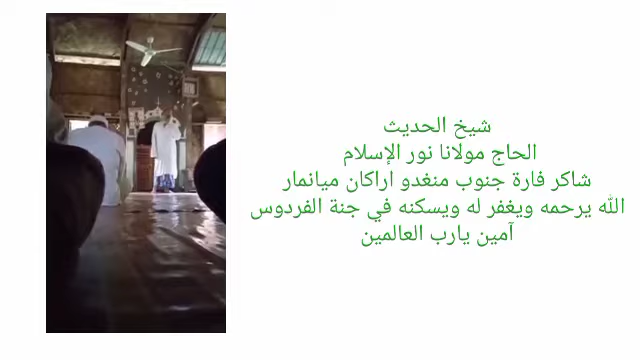 شيخ الحديث
الحاج مولانا نور الإسلام
شاكر فارة جنوب منغدو اراكان ميانمار
الله يرحمه ويغفر له ويسكنه في جنة الفردوس
آمين يارب العالمين